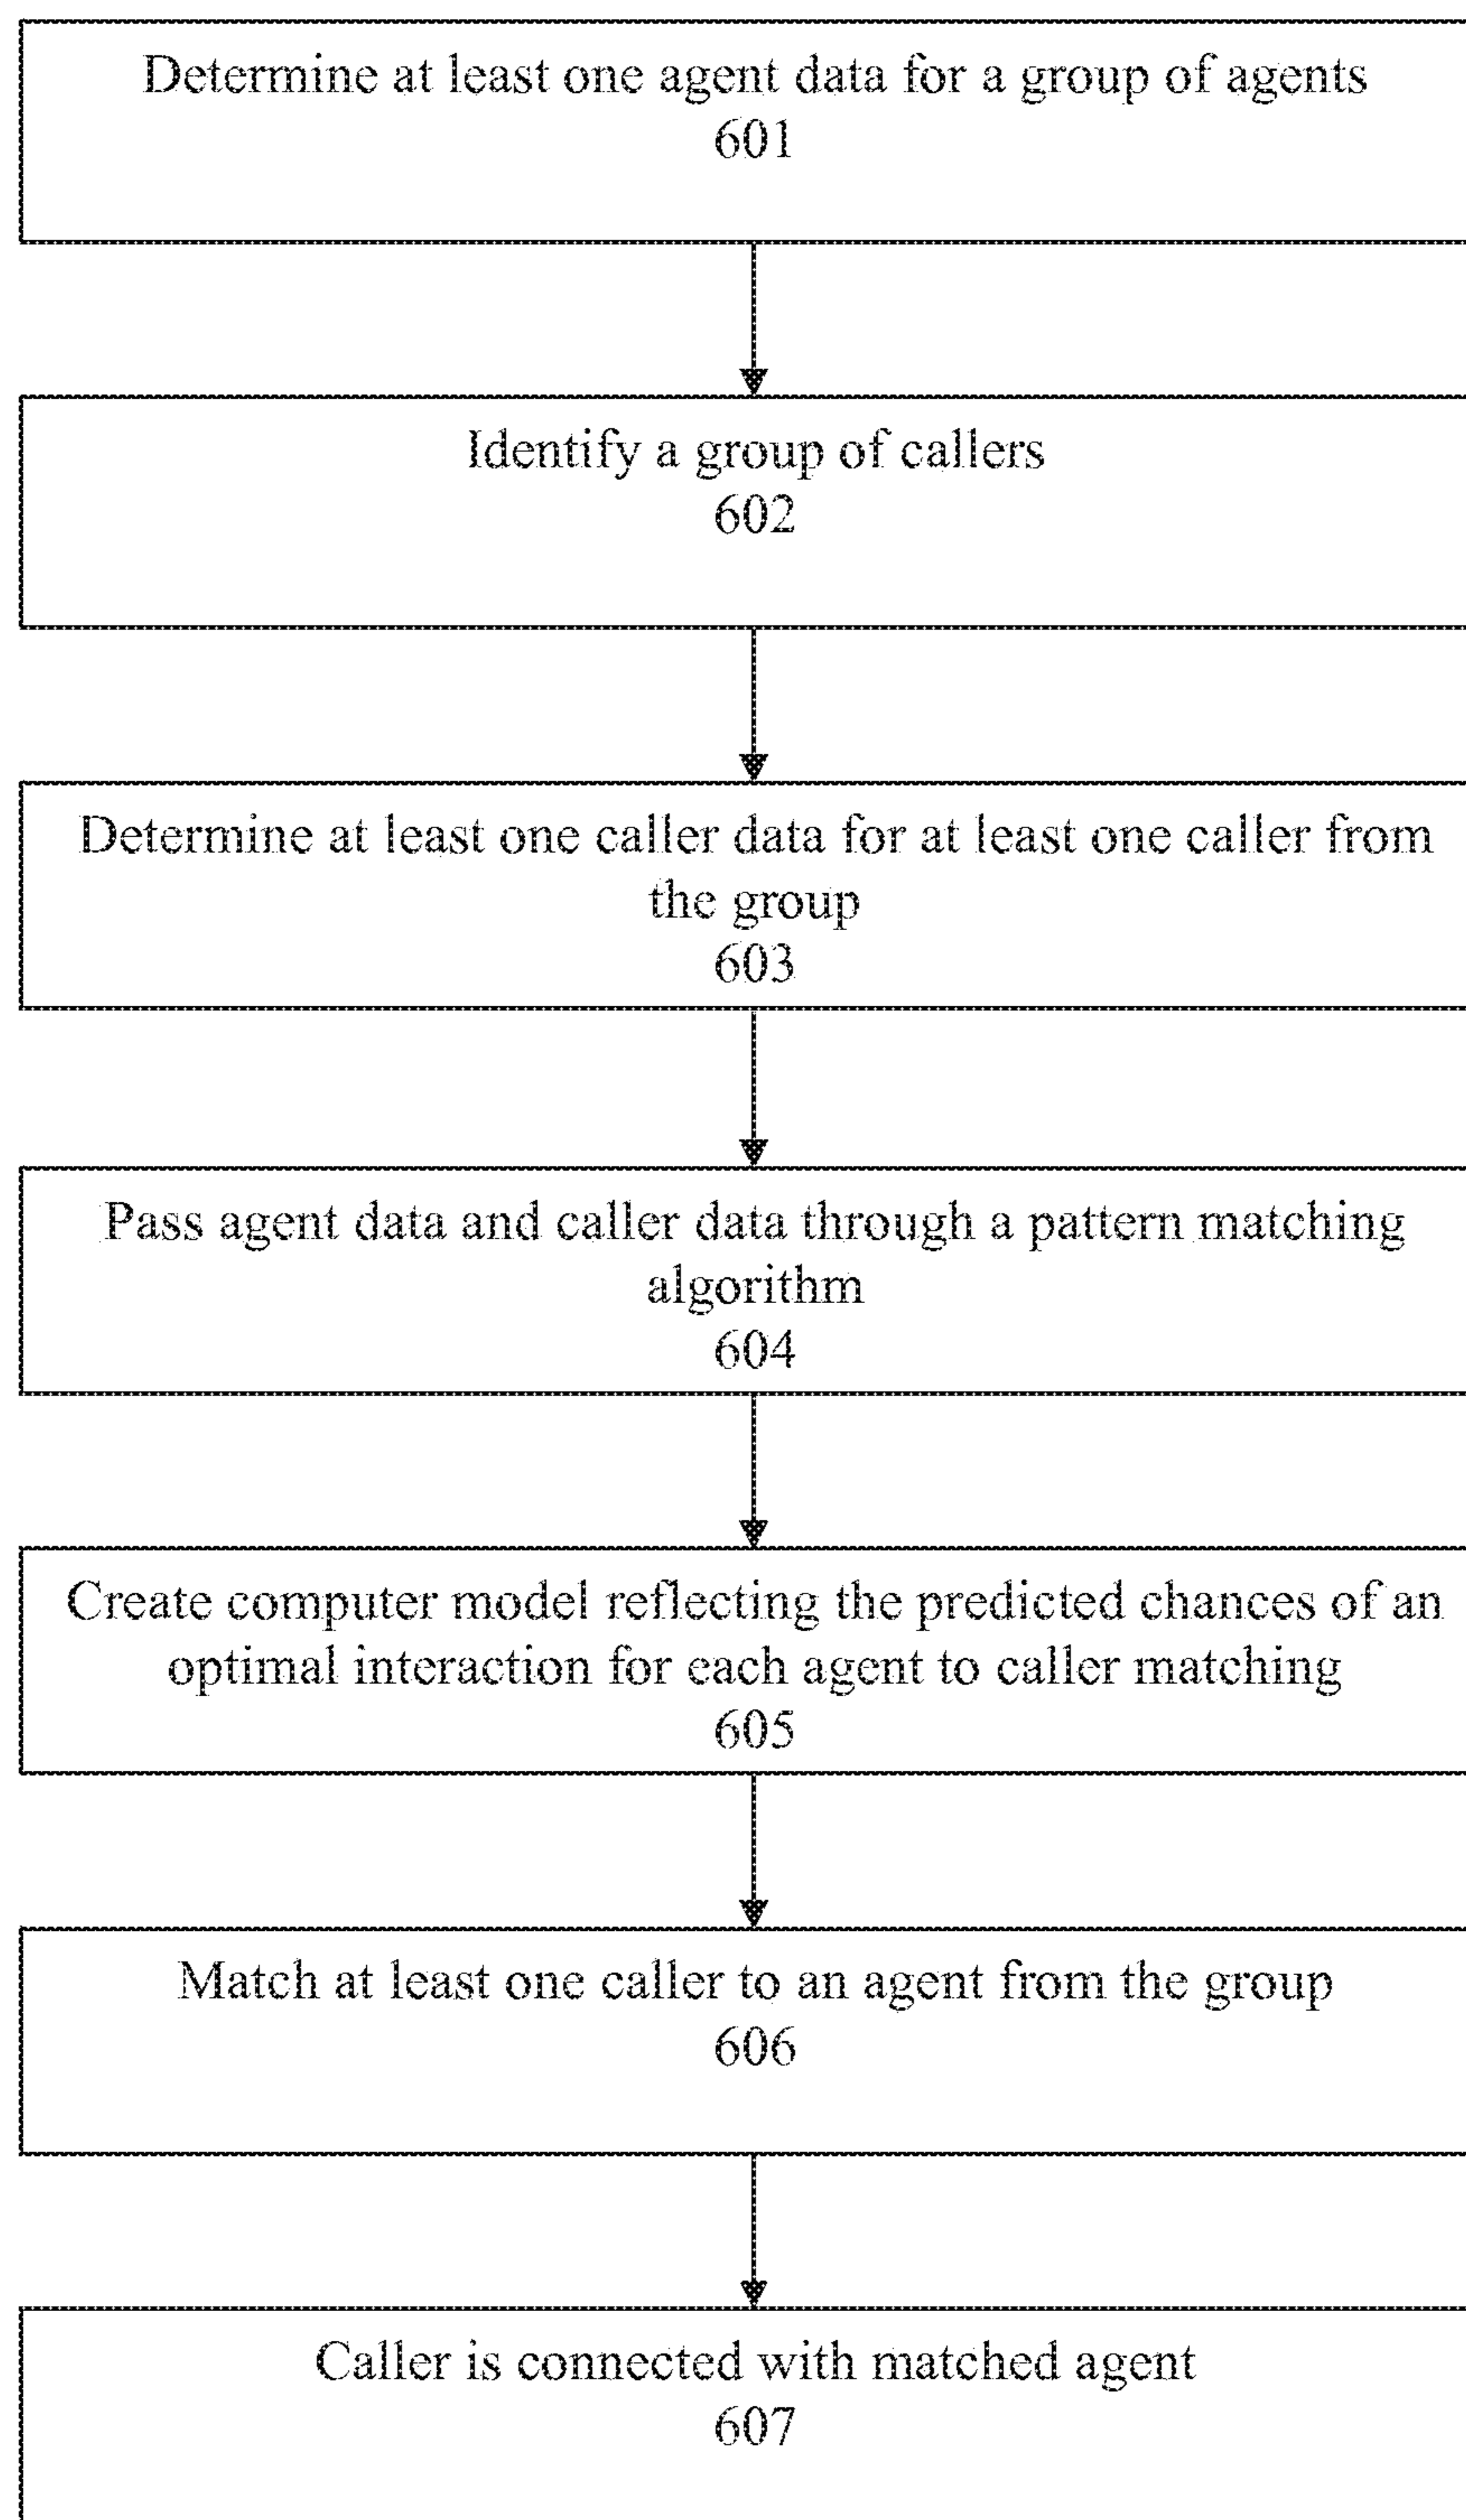 Determine at least one agent data for a group of agents
601
Identify a group of callers
602
Determine at least one caller data for at least one caller from
the group
603
Pass agent data and caller data through a pattern matching
algorithm
604
Create computer model reflecting the predicted chances of an
optimal interaction for each agent to caller matching
605
Match at least one caller to an agent from the group
606
Caller is connected with matched agent
607